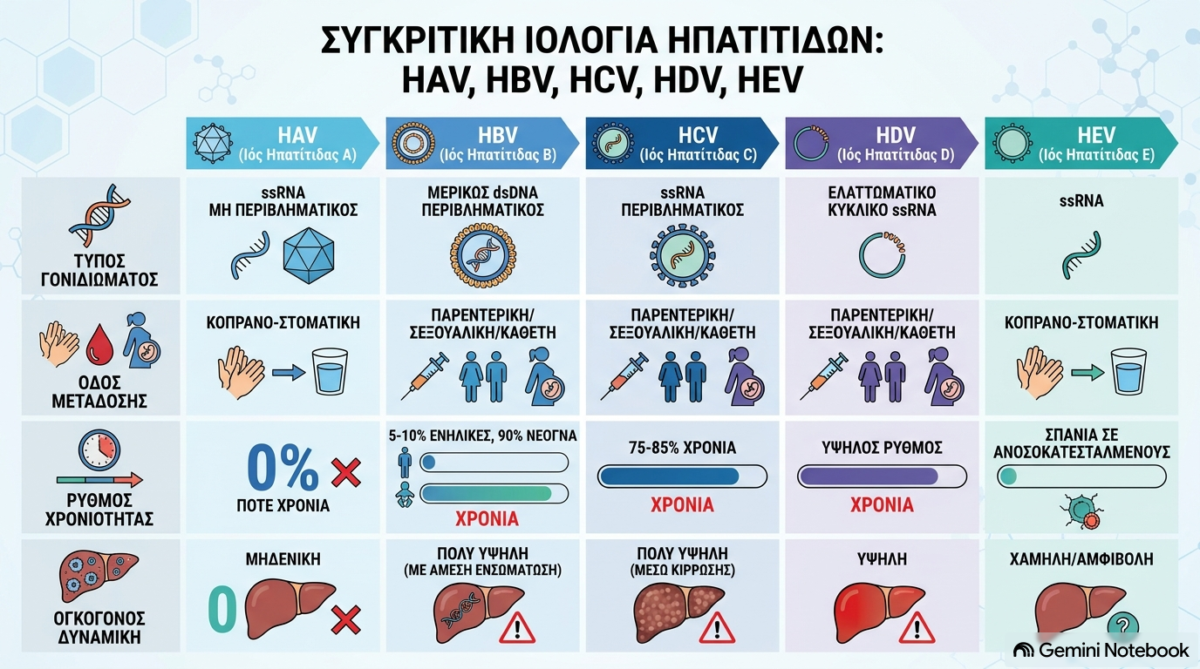 ΣΥΓΚΡΙΤΙΚΗ ΙΟΛΟΓΙΑ ΗΠΑΤΙΤΙΔΩΝ:
HAV, HBV, HCV, HDV, HEV
HAV
(Ιός Ηπατίτιδας Α)
HBV
(Ιός Ηπατίτιδας Β)
HCV
(Ιός Ηπατίτιδας C)
HDV
(Ιός Ηπατίτιδας D)
HEV
(Ιός Ηπατίτιδας Ε)
ΤΥΠΟΣ
ΓΟΝΙΔΙΩΜΑΤΟΣ
ssRNA
ΜΗ ΠΕΡΙΒΛΗΜΑΤΙΚΟΣ
ΜΕΡΙΚΩΣ dsDNA
ΠΕΡΙΒΛΗΜΑΤΙΚΟΣ
ssRNA
ΠΕΡΙΒΛΗΜΑΤΙΚΟΣ
ΕΛΑΤΤΩΜΑΤΙΚΟ
ΚΥΚΛΙΚΟ ssRNA
ssRNA
ΟΔΟΣ
ΜΕΤΑΔΟΣΗΣ
ΚΟΠΡΑΝΟ-ΣΤΟΜΑΤΙΚΗ
ΠΑΡΕΝΤΕΡΙΚΗ/
ΣΕΞΟΥΑΛΙΚΗ/ΚΑΘΕΤΗ
ΠΑΡΕΝΤΕΡΙΚΗ/
ΣΕΞΟΥΑΛΙΚΗ/ΚΑΘΕΤΗ
ΠΑΡΕΝΤΕΡΙΚΗ/
ΣΕΞΟΥΑΛΙΚΗ/ΚΑΘΕΤΗ
ΚΟΠΡΑΝΟ-ΣΤΟΜΑΤΙΚΗ
ΡΥΘΜΟΣ
ΧΡΟΝΙΟΤΗΤΑΣ
0%
ΠΟΤΕ ΧΡΟΝΙΑ
5-10% ΕΝΗΛΙΚΕΣ, 90% ΝΕΟΓΝΑ
ΧΡΟΝΙΑ
75-85% ΧΡΟΝΙΑ
ΧΡΟΝΙΑ
ΥΨΗΛΟΣ ΡΥΘΜΟΣ
ΧΡΟΝΙΑ
ΣΠΑΝΙΑ ΣΕ
ΑΝΟΣΟΚΑΤΕΣΤΑΛΜΕΝΟΥΣ
ΟΓΚΟΓΟΝΟΣ
ΔΥΝΑΜΙΚΗ
ΜΗΔΕΝΙΚΗ
0
ΠΟΛΥ ΥΨΗΛΗ
(ΜΕ ΑΜΕΣΗ ΕΝΣΩΜΑΤΩΣΗ)
ΠΟΛΥ ΥΨΗΛΗ
(ΜΕΣΩ ΚΙΡΡΩΣΗΣ)
ΥΨΗΛΗ
ΧΑΜΗΛΗ/ΑΜΦΙΒΟΛΗ
?
Gemini Notebook